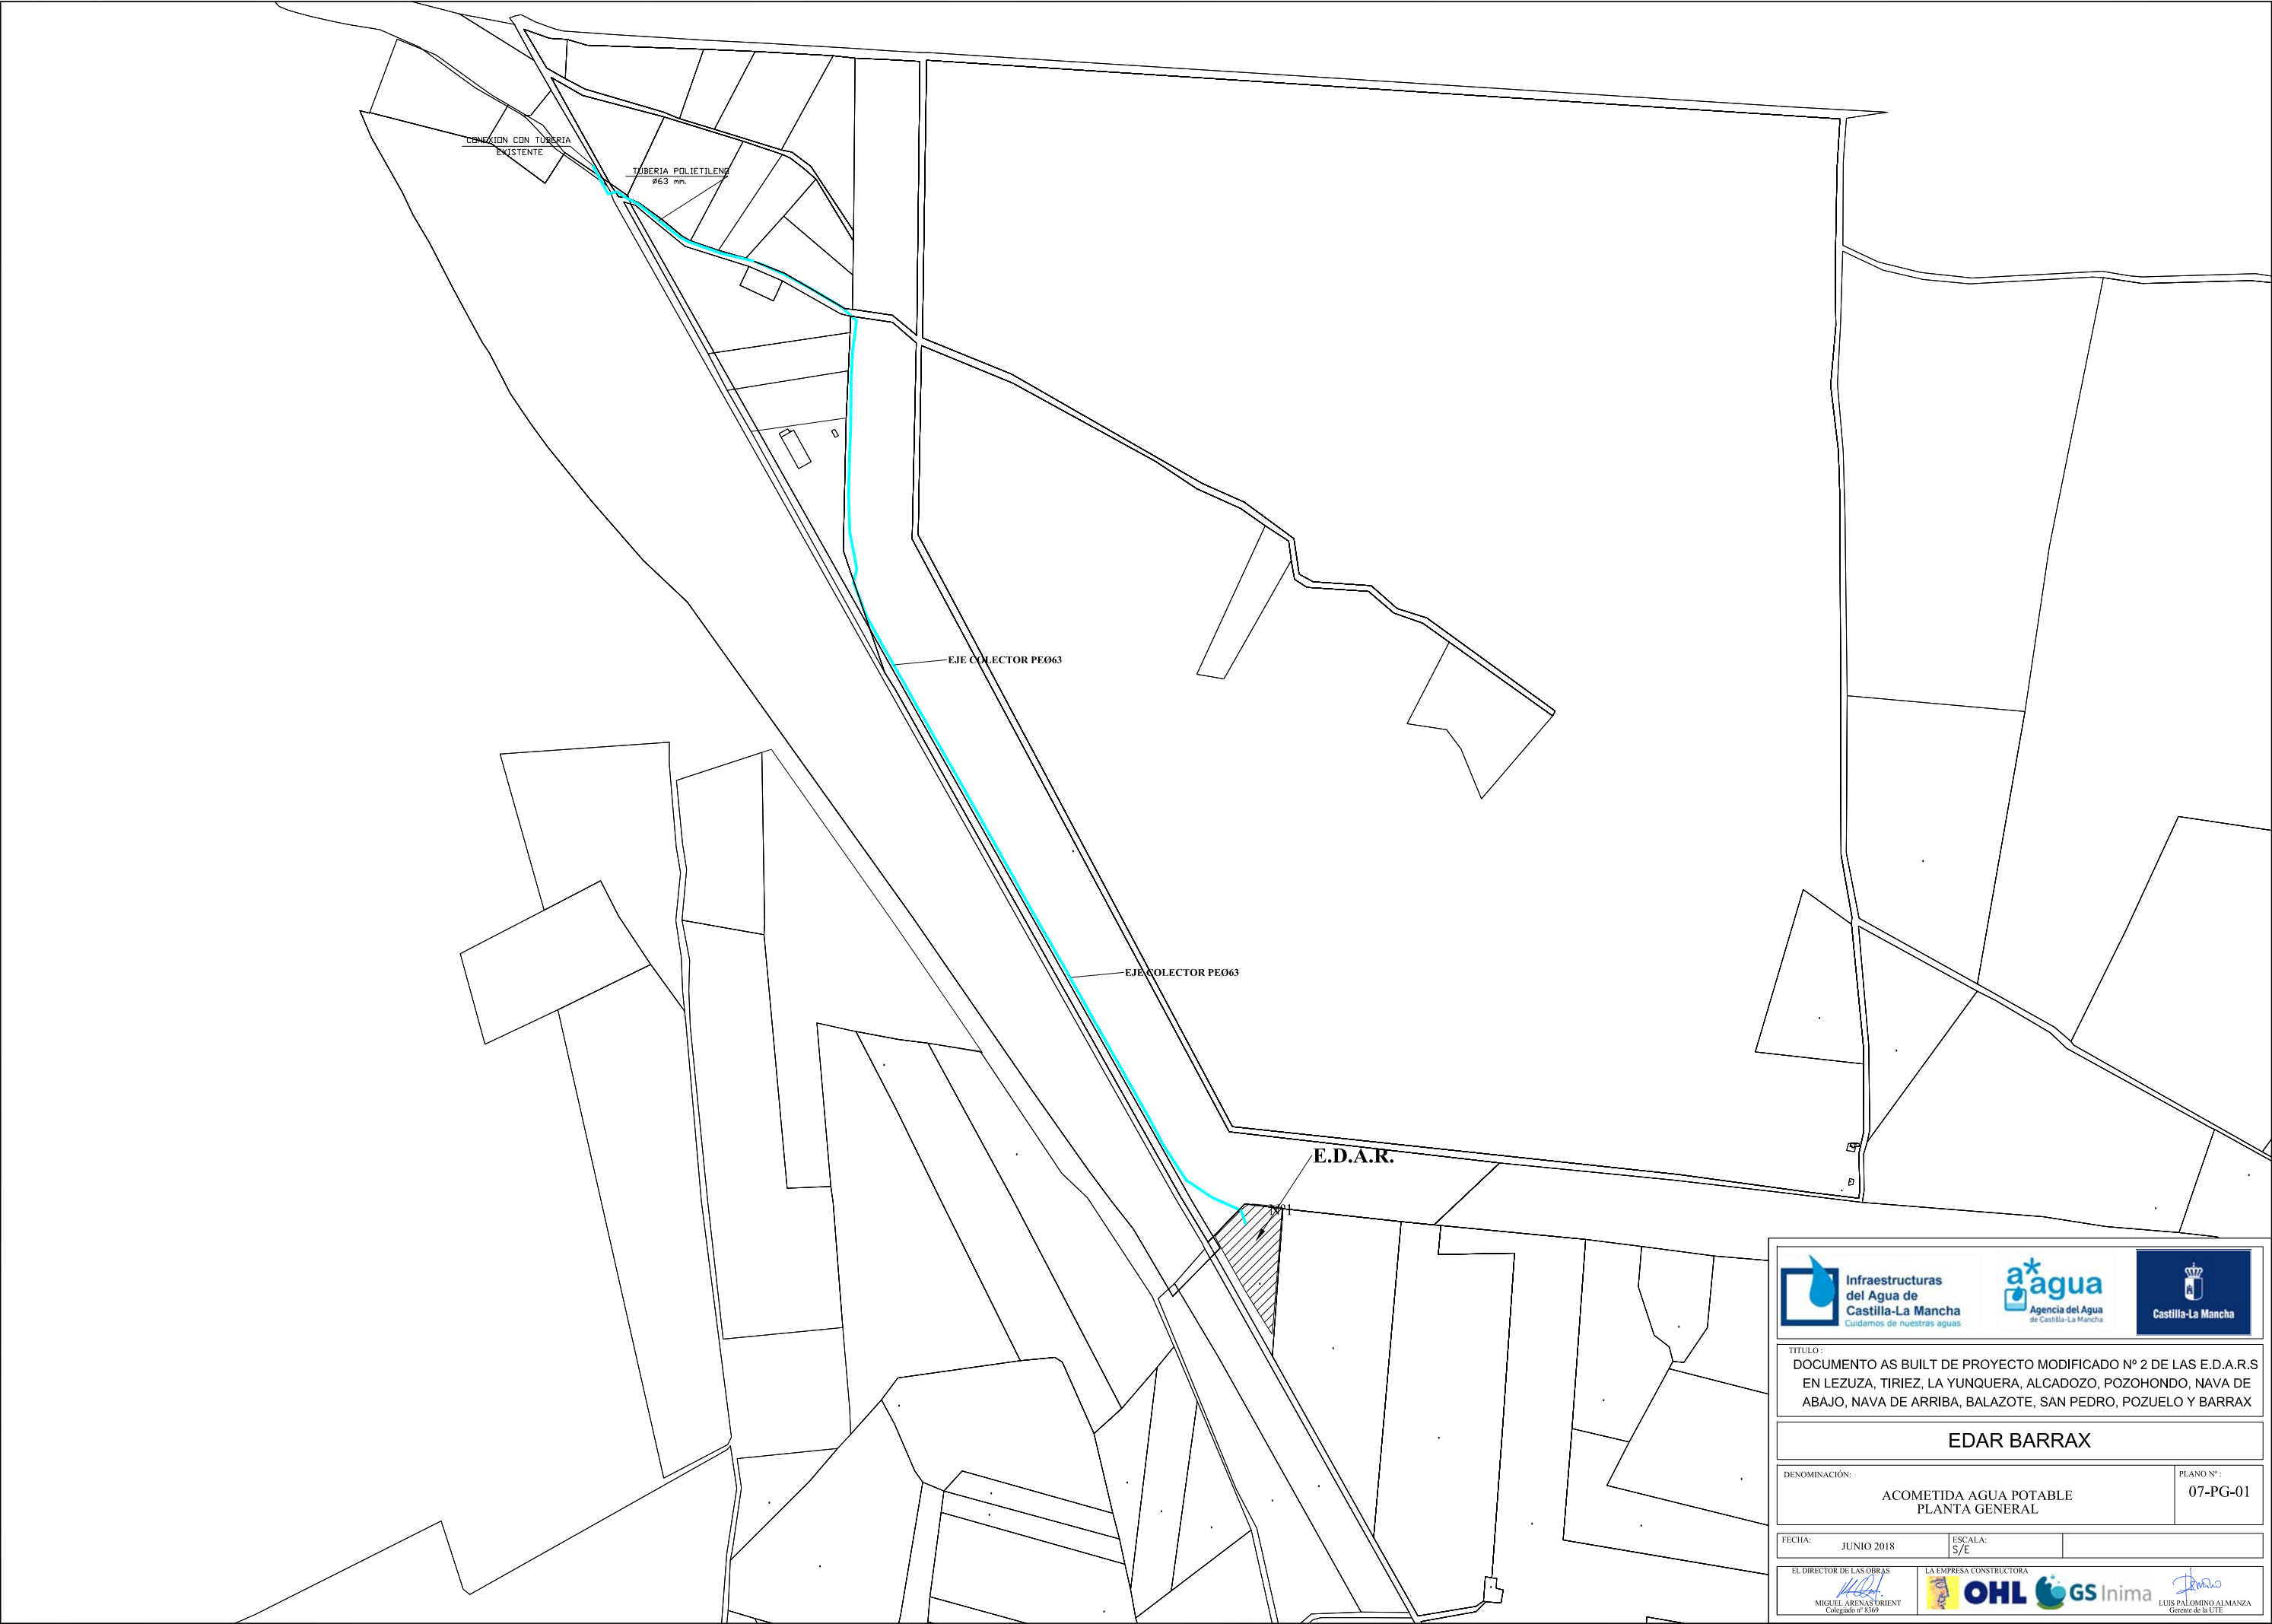 CONEXION CON TUBERIA
EXISTENTE
TUBERIA POLIETILENO
Ø63 mm.
EJE COLECTOR PEØ63
EJE COLECTOR PEØ63
E.D.A.R.
Nº1
Infraestructuras
del Agua de
Castilla-La Mancha
Cuidamos de nuestras aguas
a*agua
Agencia del Agua
de Castilla-La Mancha
Castilla-La Mancha
TITULO :
DOCUMENTO AS BUILT DE PROYECTO MODIFICADO Nº 2 DE LAS E.D.A.R.S
EN LEZUZA, TIRIEZ, LA YUNQUERA, ALCADOZO, POZOHONDO, NAVA DE
ABAJO, NAVA DE ARRIBA, BALAZOTE, SAN PEDRO, POZUELO Y BARRAX
EDAR BARRAX
DENOMINACIÓN:
ACOMETIDA AGUA POTABLE
PLANTA GENERAL
PLANO Nº :
07-PG-01
FECHA:
JUNIO 2018
ESCALA:
S/E
EL DIRECTOR DE LAS OBRAS
MIGUEL ARENAS ORIENT
Colegiado nº 8369
LA EMPRESA CONSTRUCTORA
OHL
GS Inima
LUIS PALOMINO ALMANZA
Gerente de la UTE